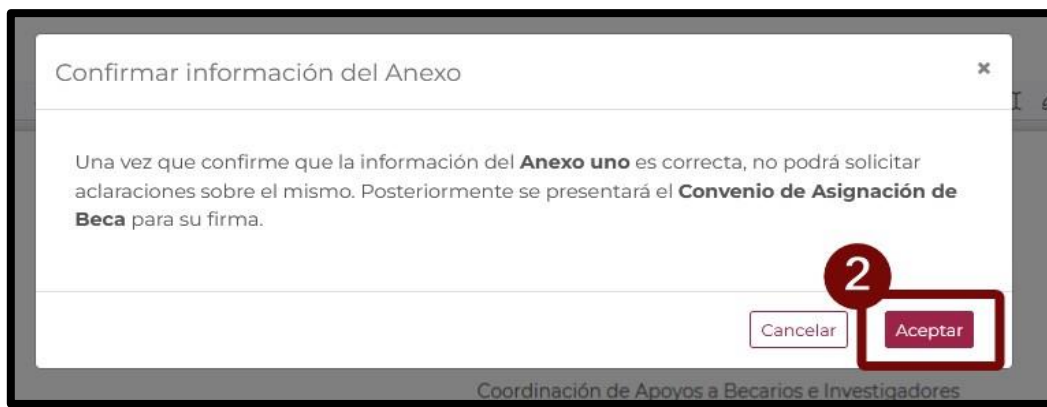 Confirmar información del Anexo
×
Una vez que confirme que la información del Anexo uno es correcta, no podrá solicitar
aclaraciones sobre el mismo. Posteriormente se presentará el Convenio de Asignación de
Beca para su firma.
2
Cancelar
Aceptar
Coordinación de Apoyos a Becarios e Investigadores